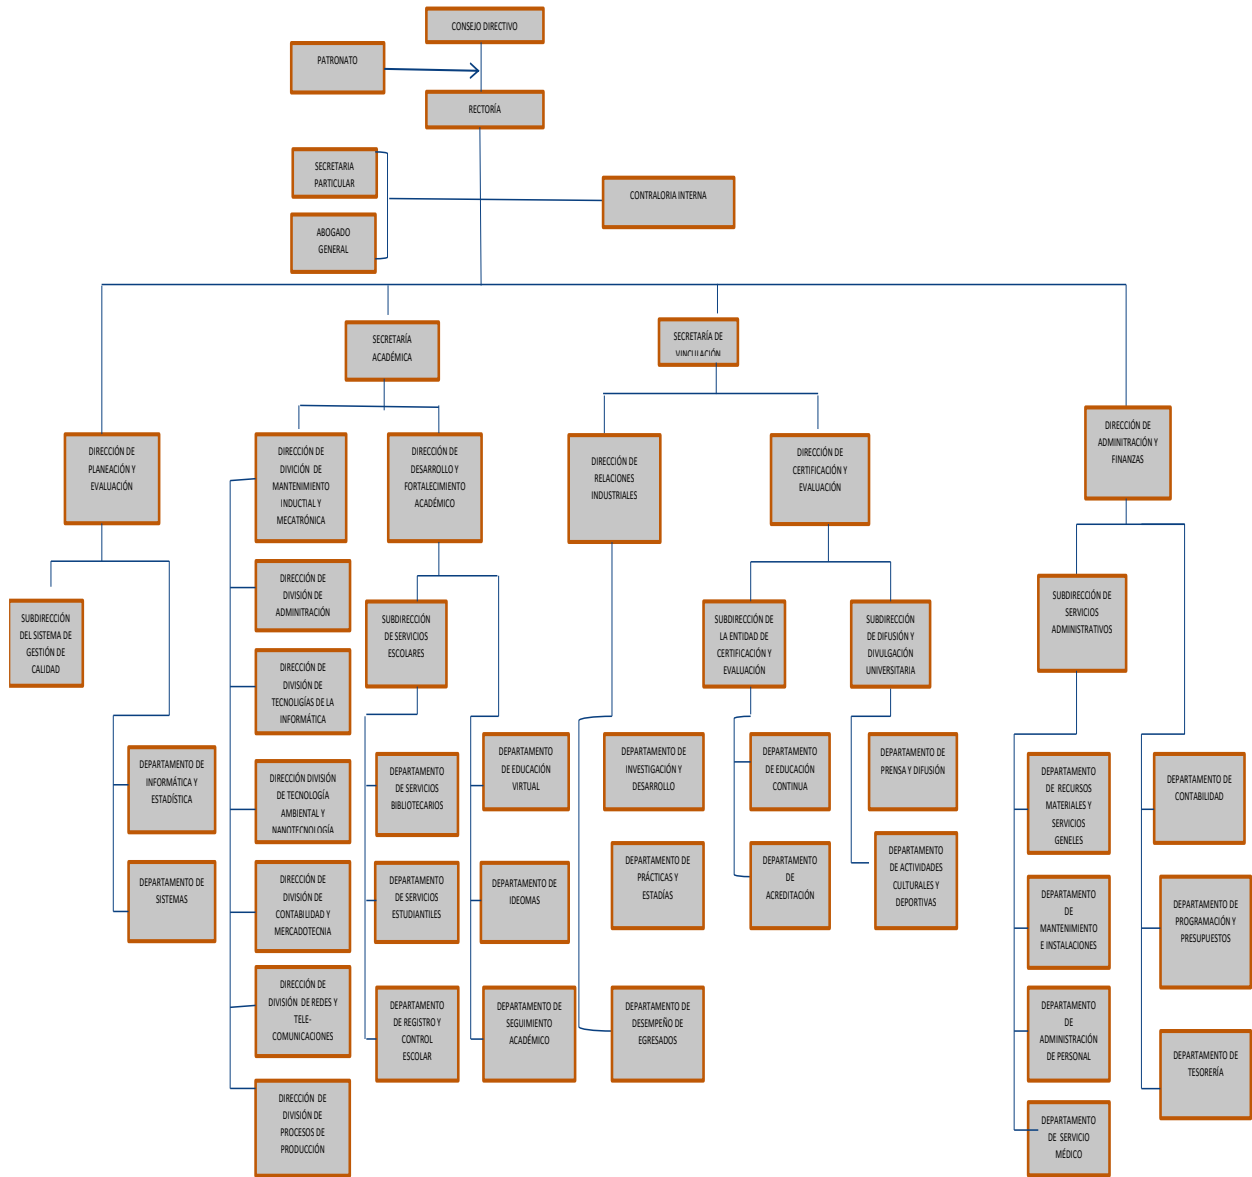 CONSEJO DIRECTIVO
PATRONATO
RECTORÍA
SECRETARIA
PARTICULAR
CONTRALORIA INTERNA
ABOGADO
GENERAL
SECRETARÍA
ACADÉMICA
SECRETARÍA DE
VINCULACIÓN
DIRECCIÓN DE
PLANEACIÓN Y
EVALUACIÓN
DIRECCIÓN DE
DIVISIÓN DE
MANTENIMIENTO
INDUCTIAL Y
MECATRÓNICA
DIRECCIÓN DE
DESARROLLO Y
FORTALECIMIENTO
ACADÉMICO
DIRECCIÓN DE
RELACIONES
INDUSTRIALES
DIRECCIÓN DE
CERTIFICACIÓN Y
EVALUACIÓN
DIRECCIÓN DE
ADMINITRACIÓN Y
FINANZAS
SUBDIRECCIÓN
DEL SISTEMA DE
GESTIÓN DE
CALIDAD
DIRECCIÓN DE
DIVISIÓN DE
ADMINITRACIÓN
SUBDIRECCIÓN
DE SERVICIOS
ESCOLARES
SUBDIRECCIÓN DE
LA ENTIDAD DE
CERTIFICACIÓN Y
EVALUACIÓN
SUBDIRECCIÓN
DE DIFUSIÓN Y
DIVULGACIÓN
UNIVERSITARIA
SUBDIRECCIÓN DE
SERVICIOS
ADMINISTRATIVOS
DIRECCIÓN DE
DIVISIÓN DE
TECNOLIGÍAS DE LA
INFORMÁTICA
DEPARTAMENTO DE
INFORMÁTICA Y
ESTADÍSTICA
DIRECCIÓN DIVISIÓN
DE TECNOLOGÍA
AMBIENTAL Y
NANOTECNOLOGÍA
DEPARTAMENTO
DE SERVICIOS
BIBLIOTECARIOS
DEPARTAMENTO
DE EDUCACIÓN
VIRTUAL
DEPARTAMENTO DE
INVESTIGACIÓN Y
DESARROLLO
DEPARTAMENTO
DE EDUCACIÓN
CONTINUA
DEPARTAMENTO DE
PRENSA Y DIFUSIÓN
DEPARTAMENTO
DE RECURSOS
MATERIALES Y
SERVICIOS
GENELES
DEPARTAMENTO DE
CONTABILIDAD
DEPARTAMENTO DE
SISTEMAS
DIRECCIÓN DE
DIVISIÓN DE
CONTABILIDAD Y
MERCADOTECNIA
DEPARTAMENTO
DE SERVICIOS
ESTUDIANTILES
DEPARTAMENTO DE
IDEOMAS
DEPARTAMENTO DE
PRÁCTICAS Y
ESTADÍAS
DEPARTAMENTO
DE
ACREDITACIÓN
DEPARTAMENTO
DE ACTIVIDADES
CULTURALES Y
DEPORTIVAS
DEPARTAMENTO
DE
MANTENIMIENTO
E INSTALACIONES
DEPARTAMENTO DE
PROGRAMACIÓN Y
PRESUPUESTOS
DIRECCIÓN DE
DIVISIÓN DE REDES Y
TELE-
COMUNICACIONES
DEPARTAMENTO
DE REGISTRO Y
CONTROL
ESCOLAR
DEPARTAMENTO DE
SEGUIMIENTO
ACADÉMICO
DEPARTAMENTO DE
DESEMPEÑO DE
EGRESADOS
DEPARTAMENTO
DE
ADMINISTRACIÓN
DE PERSONAL
DEPARTAMENTO DE
TESORERÍA
DIRECCIÓN DE
DIVISIÓN DE
PROCESOS DE
PRODUCCIÓN
DEPARTAMENTO
DE SERVICIO
MÉDICO